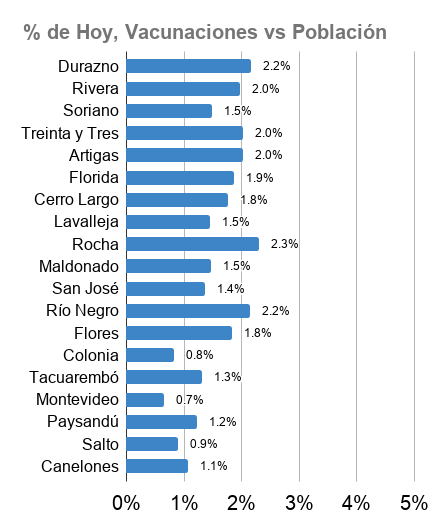 % de Hoy, Vacunaciones vs Población
Durazno 2.2%
Rivera 2.0%
Soriano 1.5%
Treinta y Tres 2.0%
Artigas 2.0%
Florida 1.9%
Cerro Largo 1.8%
Lavalleja 1.5%
Rocha 2.3%
Maldonado 1.5%
San José 1.4%
Río Negro 2.2%
Flores 1.8%
Colonia 0.8%
Tacuarembó 1.3%
Montevideo 0.7%
Paysandú 1.2%
Salto 0.9%
Canelones 1.1%
0% 1% 2% 3% 4% 5%